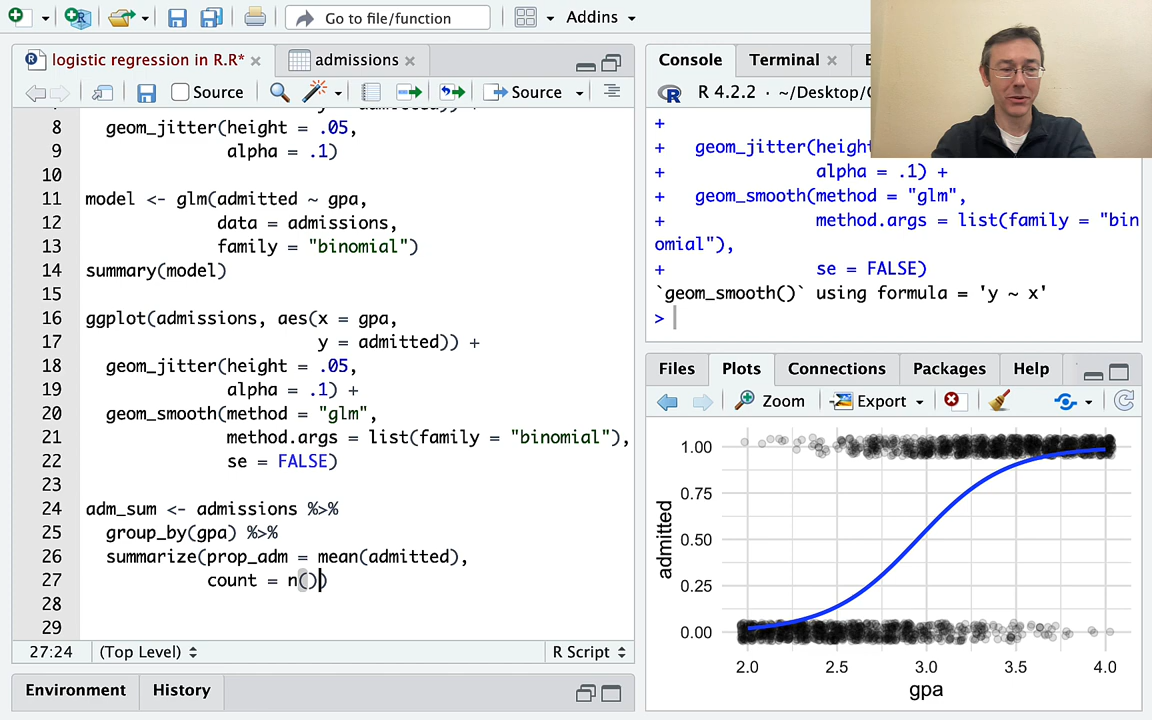 Go to file/function
Addins
logistic regression in R.R*
admissions
Source
Source
8 geom_jitter(height = .05,
9 alpha = .1)
10
11 model <- glm(admitted ~ gpa,
12 data = admissions,
13 family = "binomial")
14 summary(model)
15
16 ggplot(admissions, aes(x = gpa,
17 y = admitted)) +
18 geom_jitter(height = .05,
19 alpha = .1) +
20 geom_smooth(method = "glm",
21 method.args = list(family = "binomial"),
22 se = FALSE)
23
24 adm_sum <- admissions %>%
25 group_by(gpa) %>%
26 summarize(prop_adm = mean(admitted),
27 count = n())
28
29
27:24 (Top Level) R Script
Environment History
Console Terminal
R 4.2.2 · ~/Desktop/
+
+ geom_jitter(heigh
+ alpha = .1) +
+ geom_smooth(method = "glm",
+ method.args = list(family = "bin
omial"),
+ se = FALSE)
`geom_smooth()` using formula = 'y ~ x'
>
Files Plots Connections Packages Help
Zoom Export
1.00
0.75
0.50
0.25
0.00
admitted
2.0 2.5 3.0 3.5 4.0
gpa